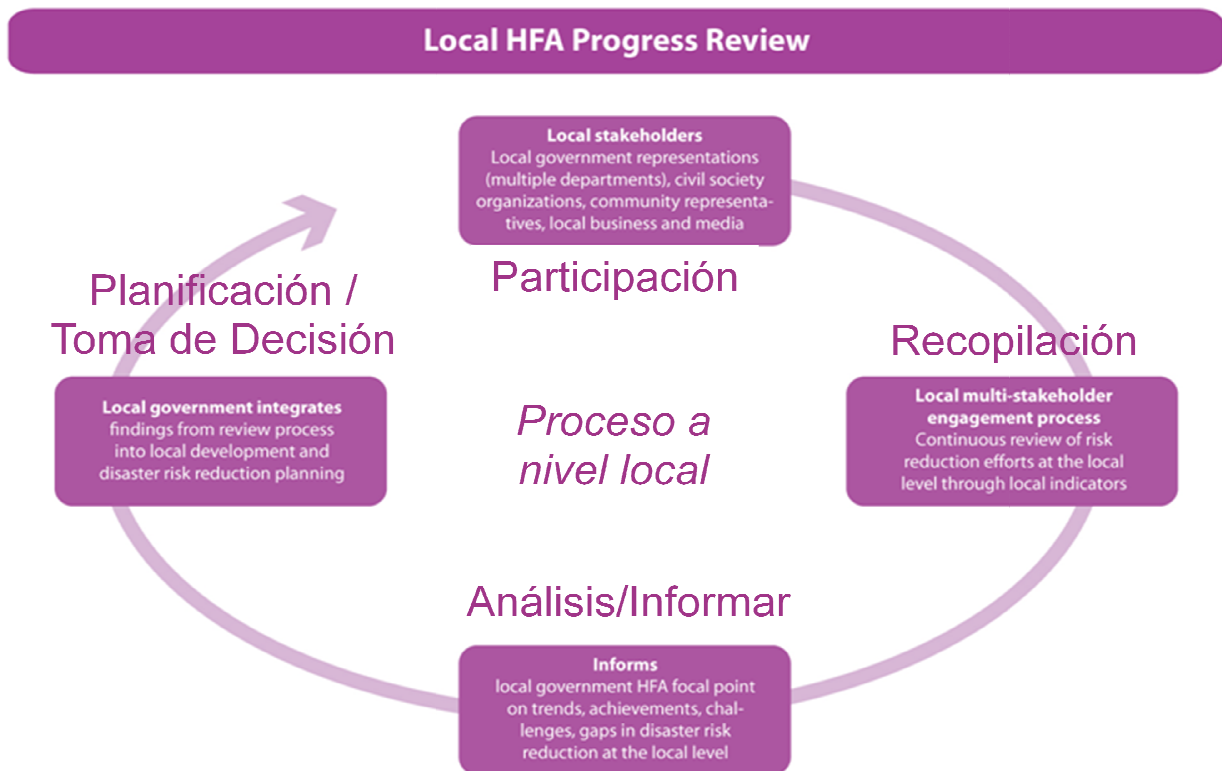 Local HFA Progress Review
Local stakeholders
Local government representations
(multiple departments), civil society
organizations, community representa-
tives, local business and media
Participación
Planificación /
Toma de Decisión
Recopilación
Local government integrates
findings from review process
into local development and
disaster risk reduction planning
Proceso a
nivel local
Local multi-stakeholder
engagement process
Continuous review of risk
reduction efforts at the local
level through local indicators
Análisis/Informar
Informs
local government HFA focal point
on trends, achievements, chal-
lenges, gaps in disaster risk
reduction at the local level